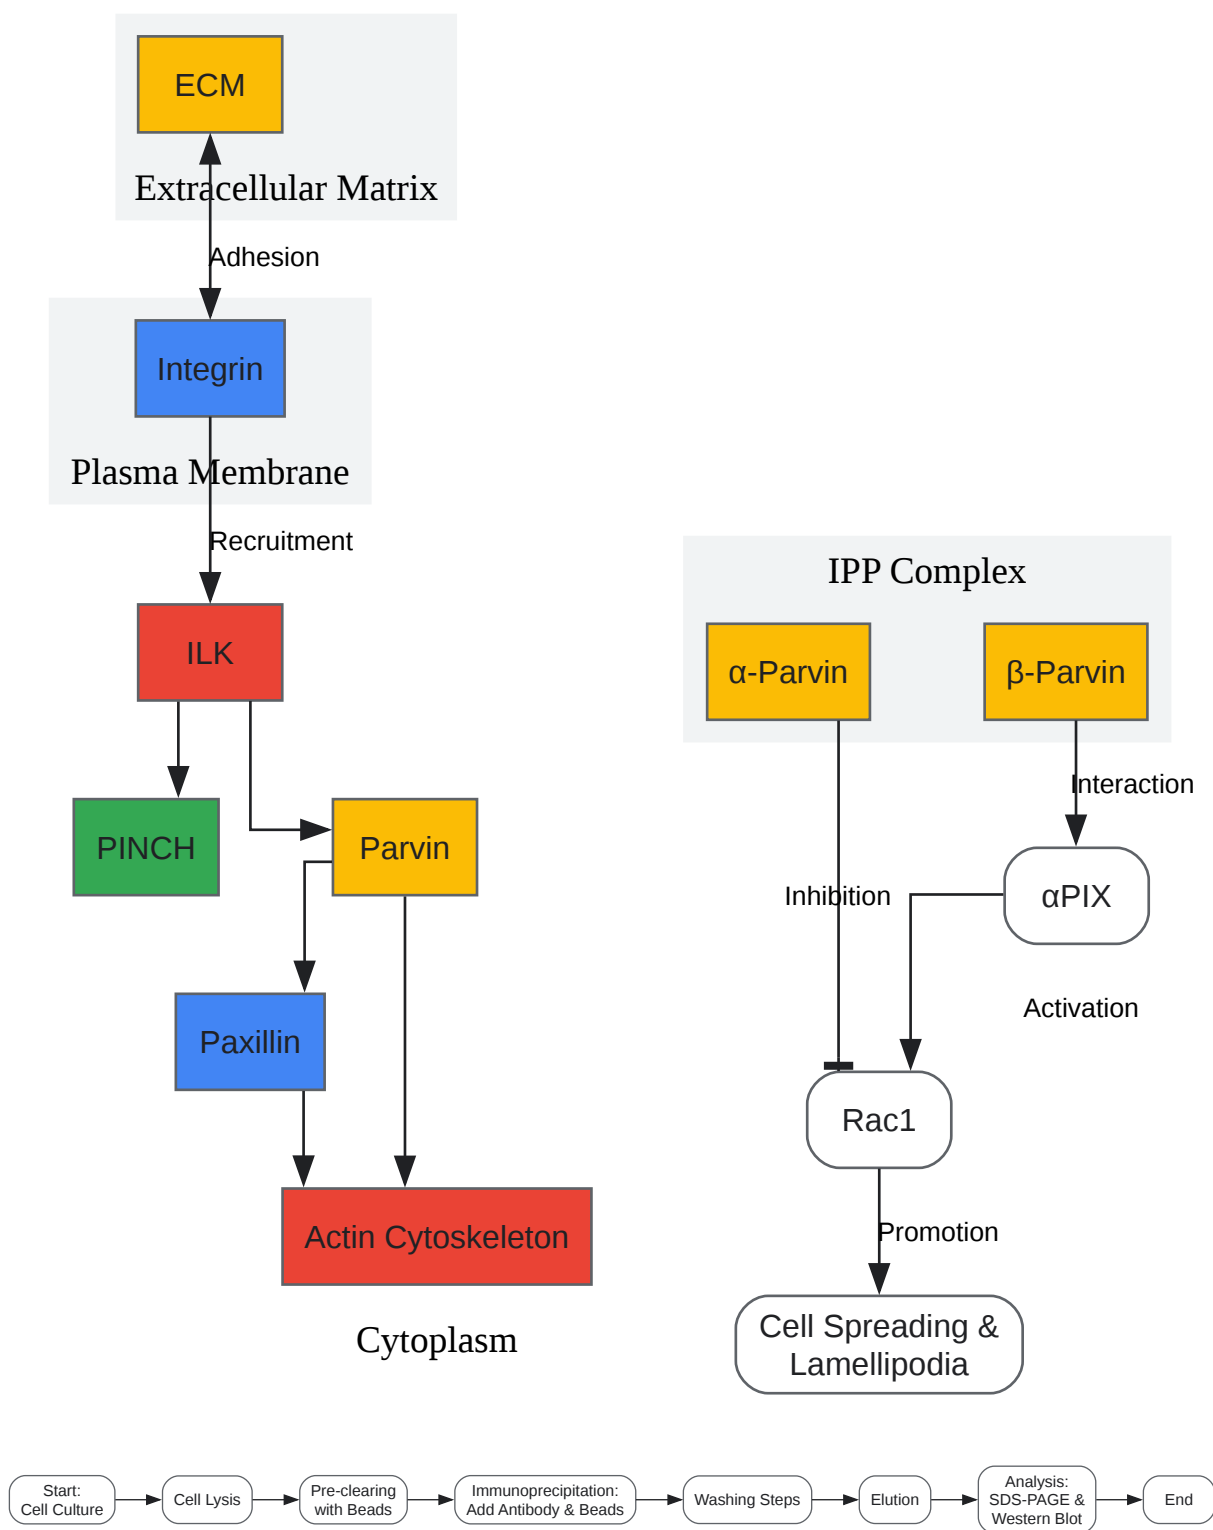 ECM
Extracellular Matrix
Adhesion
Integrin
Plasma Membrane
Recruitment
ILK
PINCH
Parvin
Paxillin
Actin Cytoskeleton
Cytoplasm
IPP Complex
α-Parvin
β-Parvin
Interaction
αPIX
Inhibition
Activation
Rac1
Promotion
Cell Spreading &
Lamellipodia
Start:
Cell Culture
Cell Lysis
Pre-clearing
with Beads
Immunoprecipitation:
Add Antibody & Beads
Washing Steps
Elution
Analysis:
SDS-PAGE &
Western Blot
End